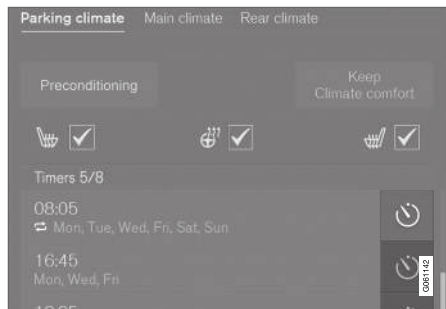 Parking climate Main climate Rear climate
Preconditioning
Keep
Climate comfort
Timers 5/8
08:05
Mon, Tue, Wed, Fri, Sat, Sun
16:45
Mon, Wed, Fri
G061142